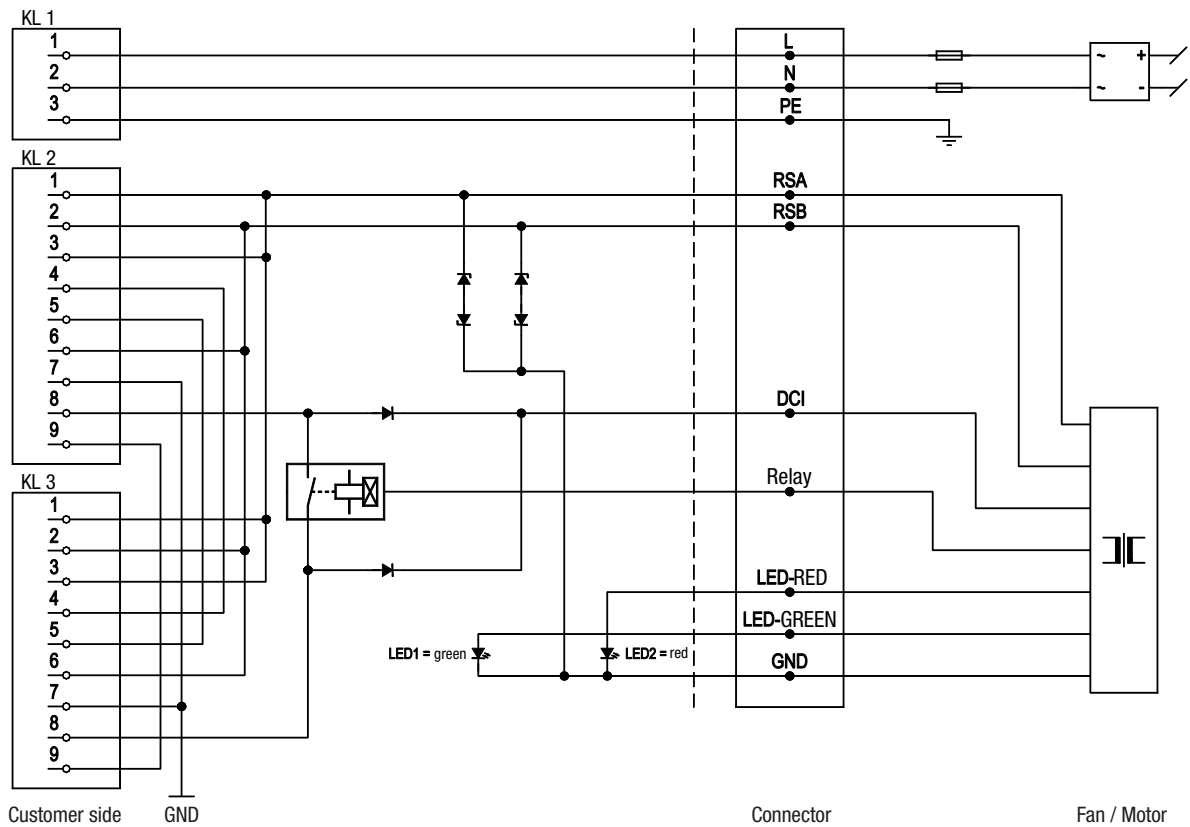 KL 1
1
2
3
L
N
PE
~ +
~ -
KL 2
1
2
3
4
5
6
7
8
9
RSA
RSB
DCI
Relay
KL 3
1
2
3
4
5
6
7
8
9
LED-RED
LED-GREEN
LED1 = green
LED2 = red
GND
Customer side
GND
Connector
Fan / Motor